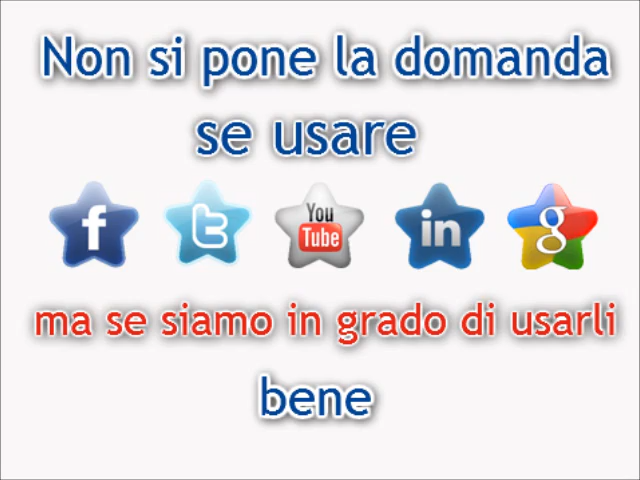 Non si pone la domanda
se usare
f t You Tube in g
ma se siamo in grado di usarli
bene